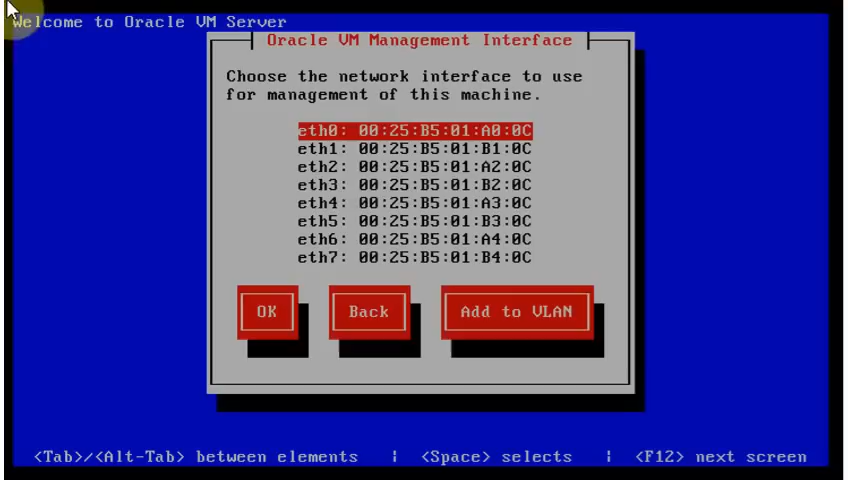 Welcome to Oracle VM Server
Oracle VM Management Interface
Choose the network interface to use
for management of this machine.
eth0: 00:25:B5:01:A0:0C
eth1: 00:25:B5:01:B1:0C
eth2: 00:25:B5:01:A2:0C
eth3: 00:25:B5:01:B2:0C
eth4: 00:25:B5:01:A3:0C
eth5: 00:25:B5:01:B3:0C
eth6: 00:25:B5:01:A4:0C
eth7: 00:25:B5:01:B4:0C
OK Back Add to VLAN
<Tab>/<Alt-Tab> between elements | <Space> selects | <F12> next screen